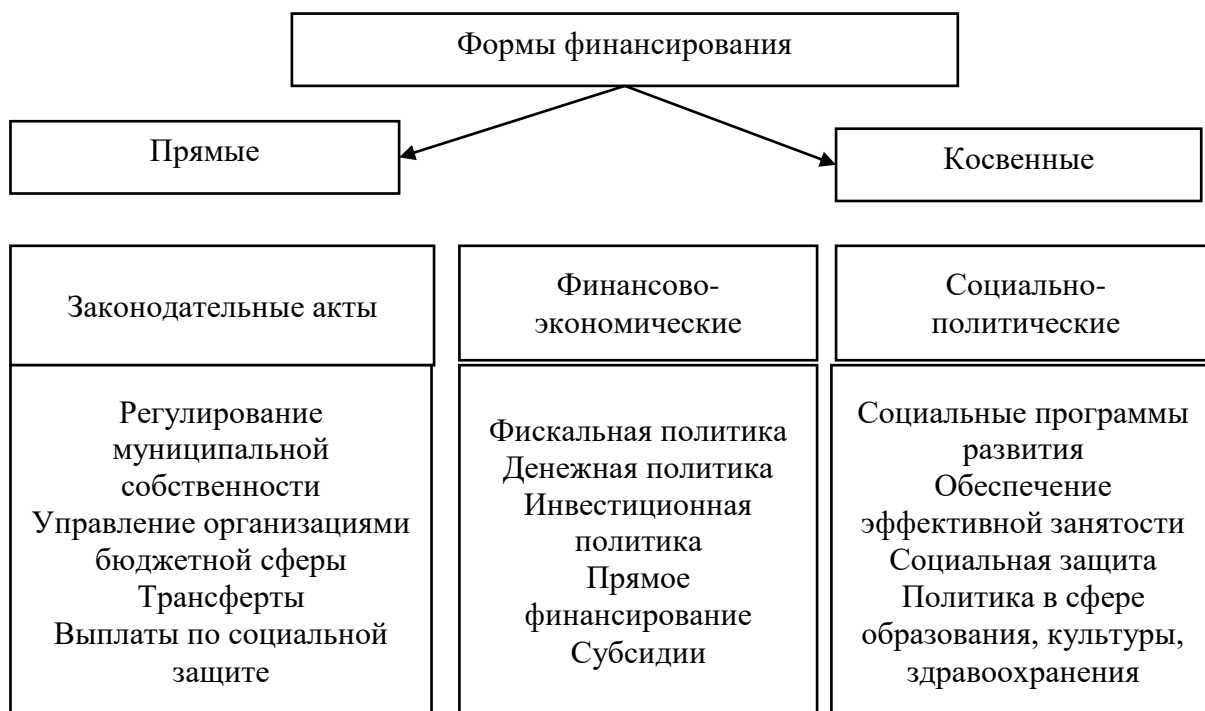 Формы финансирования
Прямые
Косвенные
Законодательные акты
Финансово-
экономические
Социально-
политические
Регулирование
муниципальной
собственности
Управление организациями
бюджетной сферы
Трансферты
Выплаты по социальной
защите
Фискальная политика
Денежная политика
Инвестиционная
политика
Прямое
финансирование
Субсидии
Социальные программы
развития
Обеспечение
эффективной занятости
Социальная защита
Политика в сфере
образования, культуры,
здравоохранения